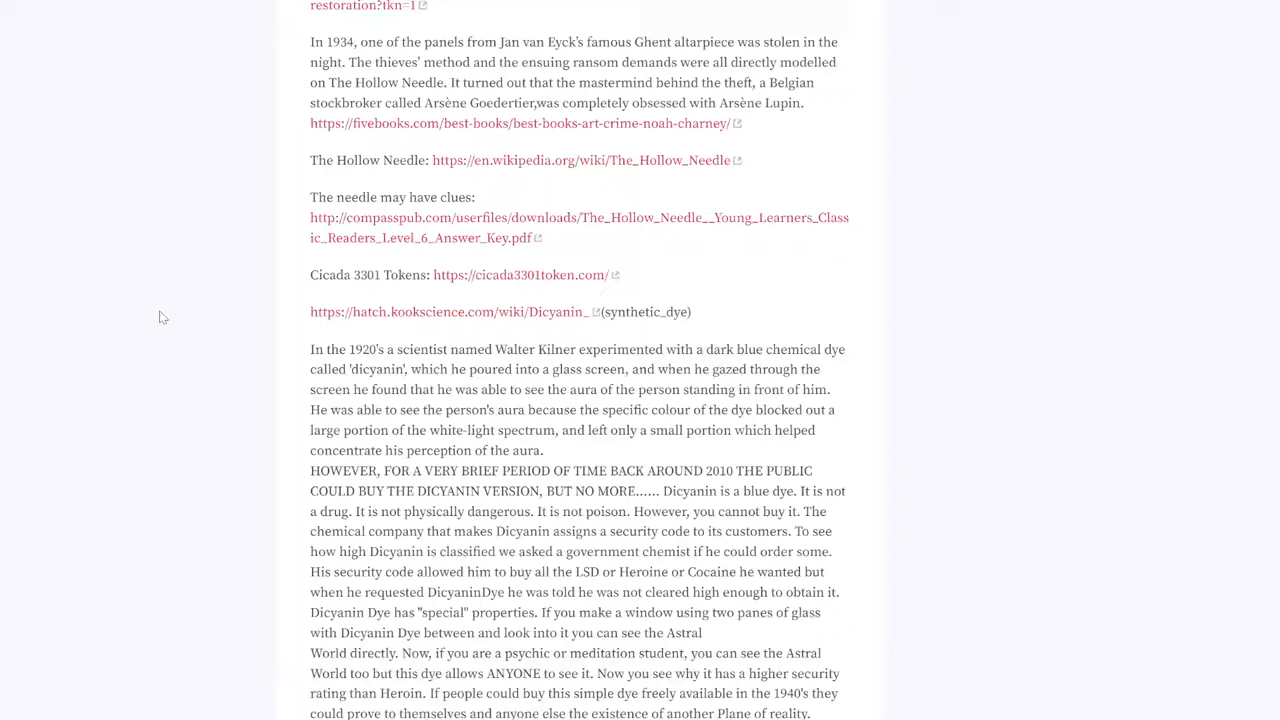 restoration?tkn=1
In 1934, one of the panels from Jan van Eyck's famous Ghent altarpiece was stolen in the
night. The thieves' method and the ensuing ransom demands were all directly modelled
on The Hollow Needle. It turned out that the mastermind behind the theft, a Belgian
stockbroker called Arsène Goedertier,was completely obsessed with Arsène Lupin.
https://fivebooks.com/best-books/best-books-art-crime-noah-charney/
The Hollow Needle: https://en.wikipedia.org/wiki/The_Hollow_Needle
The needle may have clues:
http://compasspub.com/userfiles/downloads/The_Hollow_Needle__Young_Learners_Class
ic_Readers_Level_6_Answer_Key.pdf
Cicada 3301 Tokens: https://cicada3301token.com/
https://hatch.kookscience.com/wiki/Dicyanin_ (synthetic_dye)
In the 1920's a scientist named Walter Kilner experimented with a dark blue chemical dye
called 'dicyanin', which he poured into a glass screen, and when he gazed through the
screen he found that he was able to see the aura of the person standing in front of him.
He was able to see the person's aura because the specific colour of the dye blocked out a
large portion of the white-light spectrum, and left only a small portion which helped
concentrate his perception of the aura.
HOWEVER, FOR A VERY BRIEF PERIOD OF TIME BACK AROUND 2010 THE PUBLIC
COULD BUY THE DICYANIN VERSION, BUT NO MORE...... Dicyanin is a blue dye. It is not
a drug. It is not physically dangerous. It is not poison. However, you cannot buy it. The
chemical company that makes Dicyanin assigns a security code to its customers. To see
how high Dicyanin is classified we asked a government chemist if he could order some.
His security code allowed him to buy all the LSD or Heroine or Cocaine he wanted but
when he requested DicyaninDye he was told he was not cleared high enough to obtain it.
Dicyanin Dye has "special" properties. If you make a window using two panes of glass
with Dicyanin Dye between and look into it you can see the Astral
World directly. Now, if you are a psychic or meditation student, you can see the Astral
World too but this dye allows ANYONE to see it. Now you see why it has a higher security
rating than Heroin. If people could buy this simple dye freely available in the 1940's they
could prove to themselves and anyone else the existence of another Plane of reality.